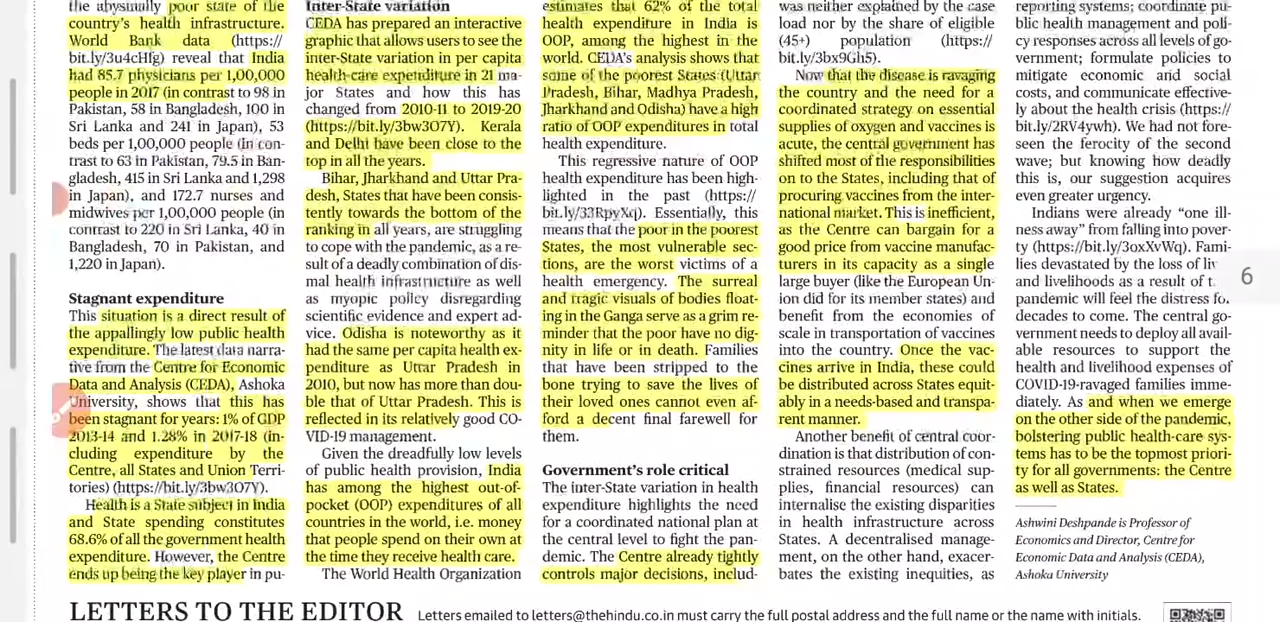 the abysmally poor state of the
country's health infrastructure.
World Bank data (https://
bit.ly/3u4cHfg) reveal that India
had 85.7 physicians per 1,00,000
people in 2017 (in contrast to 98 in
Pakistan, 58 in Bangladesh, 100 in
Sri Lanka and 241 in Japan), 53
beds per 1,00,000 people (in con-
trast to 63 in Pakistan, 79.5 in Ban-
gladesh, 415 in Sri Lanka and 1,298
in Japan), and 172.7 nurses and
midwives per 1,00,000 people (in
contrast to 220 in Sri Lanka, 40 in
Bangladesh, 70 in Pakistan, and
1,220 in Japan).
Stagnant expenditure
This situation is a direct result of
the appallingly low public health
expenditure. The latest data narra-
tive from the Centre for Economic
Data and Analysis (CEDA), Ashoka
University, shows that this has
been stagnant for years: 1% of GDP
2013-14 and 1.28% in 2017-18 (in-
cluding expenditure by the
Centre, all States and Union Terri-
tories) (https://bit.ly/3bw3O7Y).
Health is a State subject in India
and State spending constitutes
68.6% of all the government health
expenditure. However, the Centre
ends up being the key player in pu-
Inter-State variation
CEDA has prepared an interactive
graphic that allows users to see the
inter-State variation in per capita
health-care expenditure in 21 ma-
jor States and how this has
changed from 2010-11 to 2019-20
(https://bit.ly/3bw3O7Y). Kerala
and Delhi have been close to the
top in all the years.
Bihar, Jharkhand and Uttar Pra-
desh, States that have been consis-
tently towards the bottom of the
ranking in all years, are struggling
to cope with the pandemic, as a re-
sult of a deadly combination of dis-
mal health infrastructure as well
as myopic policy disregarding
scientific evidence and expert ad-
vice. Odisha is noteworthy as it
had the same per capita health ex-
penditure as Uttar Pradesh in
2010, but now has more than dou-
ble that of Uttar Pradesh. This is
reflected in its relatively good CO-
VID-19 management.
Given the dreadfully low levels
of public health provision, India
has among the highest out-of-
pocket (OOP) expenditures of all
countries in the world, i.e. money
that people spend on their own at
the time they receive health care.
The World Health Organization
estimates that 62% of the total
health expenditure in India is
OOP, among the highest in the
world. CEDA's analysis shows that
some of the poorest States (Uttar
Pradesh, Bihar, Madhya Pradesh,
Jharkhand and Odisha) have a high
ratio of OOP expenditures in total
health expenditure.
This regressive nature of OOP
health expenditure has been high-
lighted in the past (https://
bit.ly/33RpyXq). Essentially, this
means that the poor in the poorest
States, the most vulnerable sec-
tions, are the worst victims of a
health emergency. The surreal
and tragic visuals of bodies float-
ing in the Ganga serve as a grim re-
minder that the poor have no dig-
nity in life or in death. Families
that have been stripped to the
bone trying to save the lives of
their loved ones cannot even af-
ford a decent final farewell for
them.
Government's role critical
The inter-State variation in health
expenditure highlights the need
for a coordinated national plan at
the central level to fight the pan-
demic. The Centre already tightly
controls major decisions, includ-
was neither explained by the case
load nor by the share of eligible
(45+) population (https://
bit.ly/3bx9Gh5).
Now that the disease is ravaging
the country and the need for a
coordinated strategy on essential
supplies of oxygen and vaccines is
acute, the central government has
shifted most of the responsibilities
on to the States, including that of
procuring vaccines from the inter-
national market. This is inefficient,
as the Centre can bargain for a
good price from vaccine manufac-
turers in its capacity as a single
large buyer (like the European Un-
ion did for its member states) and
benefit from the economies of
scale in transportation of vaccines
into the country. Once the vac-
cines arrive in India, these could
be distributed across States equit-
ably in a needs-based and transpa-
rent manner.
Another benefit of central coor-
dination is that distribution of con-
strained resources (medical sup-
plies, financial resources) can
internalise the existing disparities
in health infrastructure across
States. A decentralised manage-
ment, on the other hand, exacer-
bates the existing inequities, as
reporting systems; coordinate pu-
blic health management and poli-
cy responses across all levels of go-
vernment; formulate policies to
mitigate economic and social
costs, and communicate effective-
ly about the health crisis (https://
bit.ly/2RV4ywh). We had not fore-
seen the ferocity of the second
wave; but knowing how deadly
this is, our suggestion acquires
even greater urgency.
Indians were already "one ill-
ness away" from falling into pover-
ty (https://bit.ly/3oxXvWq). Fami-
lies devastated by the loss of
and livelihoods as a result of
pandemic will feel the distress
decades to come. The central go-
vernment needs to deploy all avail-
able resources to support the
health and livelihood expenses of
COVID-19-ravaged families imme-
diately. As and when we emerge
on the other side of the pandemic,
bolstering public health-care sys-
tems has to be the topmost priori-
ty for all governments: the Centre
as well as States.
Ashwini Deshpande is Professor of
Economics and Director, Centre for
Economic Data and Analysis (CEDA),
Ashoka University
6
LETTERS TO THE EDITOR Letters emailed to letters@thehindu.co.in must carry the full postal address and the full name or the name with initials.